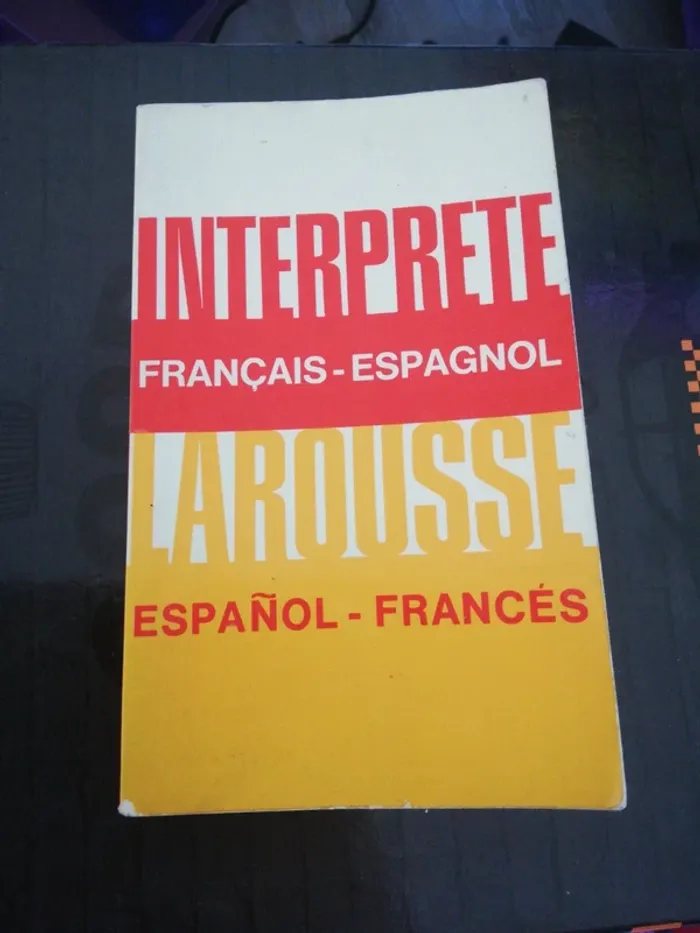 INTERPRETE
FRANÇAIS - ESPAGNOL
LAROUSSE
ESPAÑOL - FRANCÉS